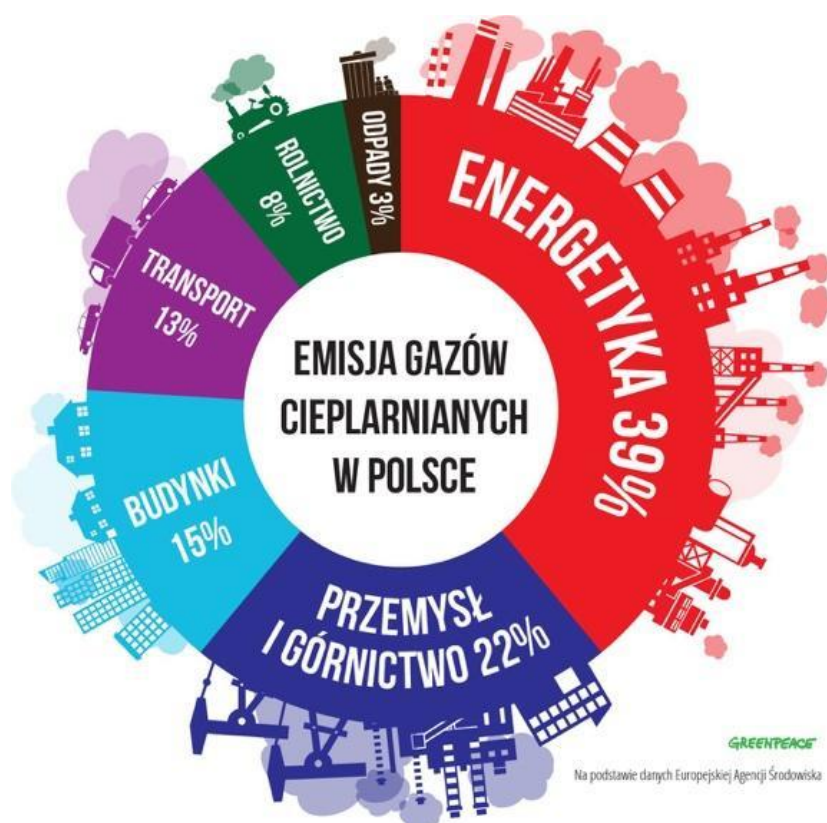 EMISJA GAZÓW
CIEPLARNIANYCH
W POLSCE
ENERGETYKA 39%
PRZEMYSŁ
I GÓRNICTWO 22%
BUDYNKI
15%
TRANSPORT
13%
ROLNICTWO
8%
ODPADY 3%
GREENPEACE
Na podstawie danych Europejskiej Agencji Środowiska